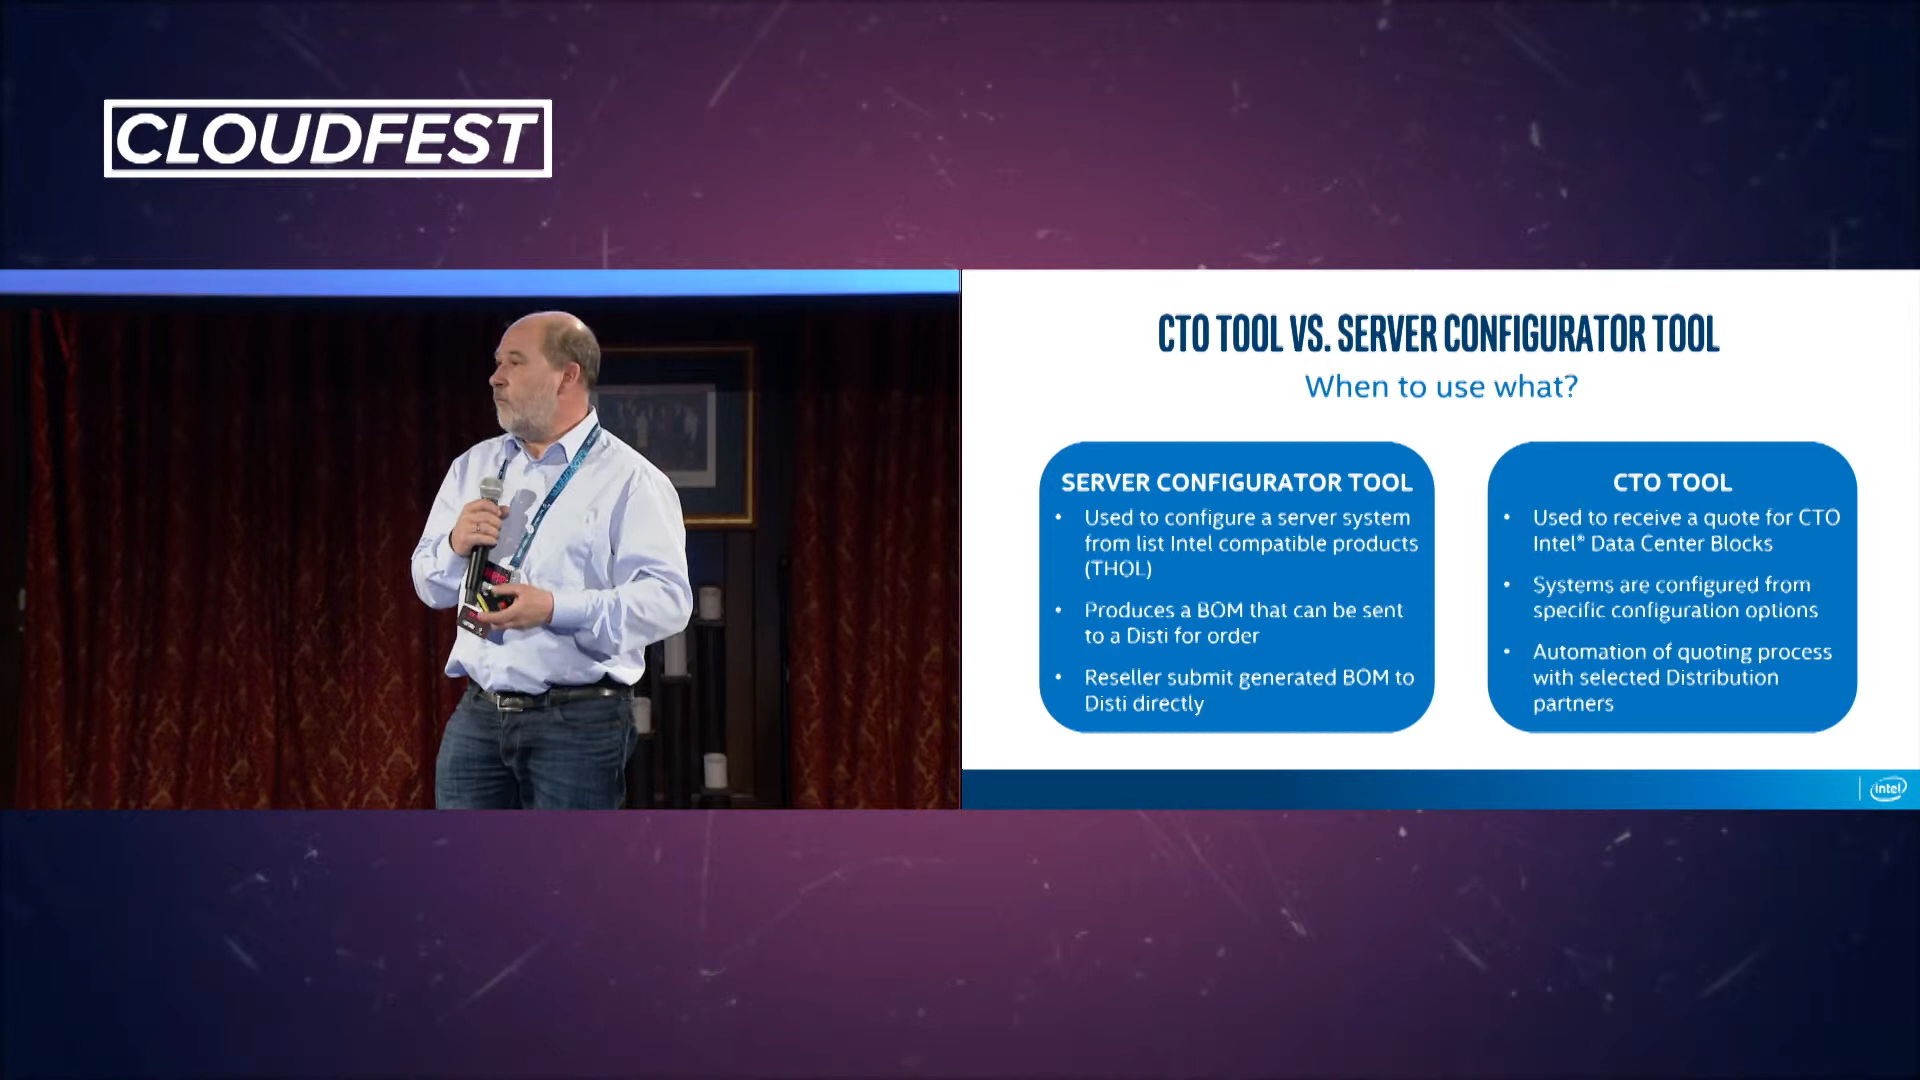 CLOUDFEST
CTO TOOL VS. SERVER CONFIGURATOR TOOL
When to use what?
SERVER CONFIGURATOR TOOL
• Used to configure a server system
from list Intel compatible products
(THOL)
• Produces a BOM that can be sent
to a Disti for order
• Reseller submit generated BOM to
Disti directly
CTO TOOL
• Used to receive a quote for CTO
Intel® Data Center Blocks
• Systems are configured from
specific configuration options
• Automation of quoting process
with selected Distribution
partners
intel